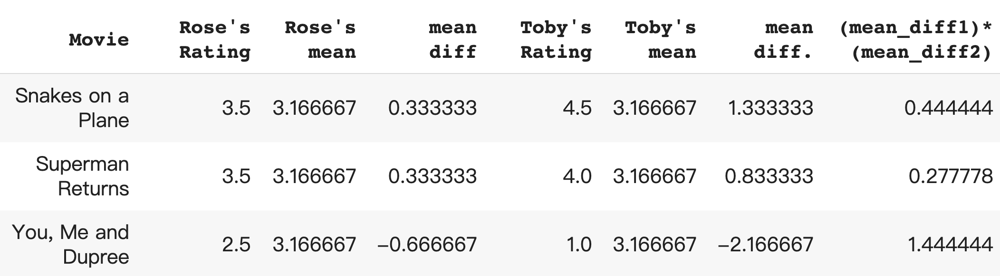 Movie Rose's Rating Rose's mean mean diff Toby's Rating Toby's mean mean diff. (mean_diff1)*(mean_diff2)
Snakes on a Plane 3.5 3.166667 0.333333 4.5 3.166667 1.333333 0.444444
Superman Returns 3.5 3.166667 0.333333 4.0 3.166667 0.833333 0.277778
You, Me and Dupree 2.5 3.166667 −0.666667 1.0 3.166667 −2.166667 1.444444